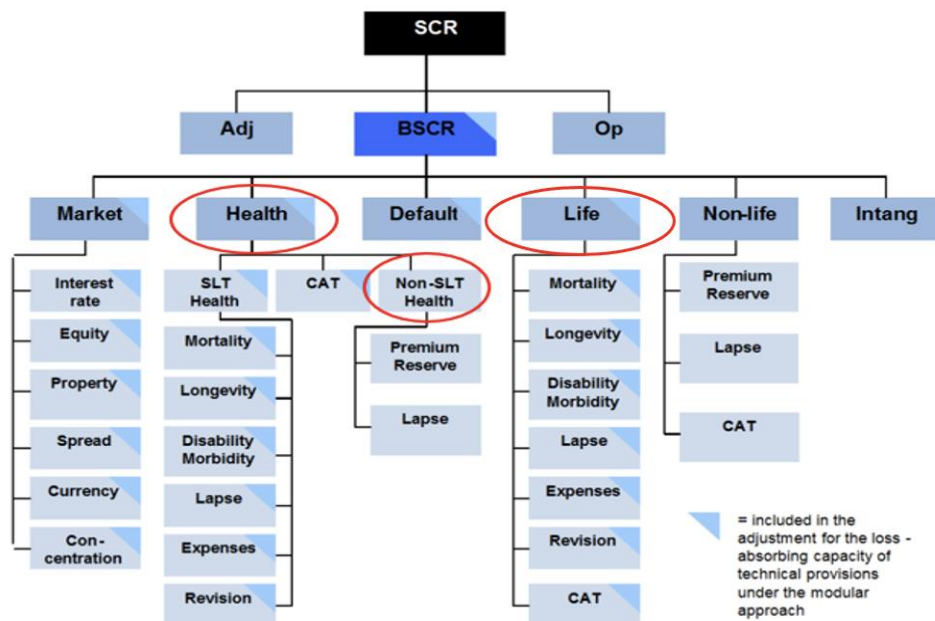 SCR
Adj
BSCR
Op
Market
Health
Default
Life
Non-life
Intang
Interest
rate
Equity
Property
Spread
Currency
Con-
centration
SLT
Health
Mortality
Longevity
Disability
Morbidity
Lapse
Expenses
Revision
CAT
Non-SLT
Health
Premium
Reserve
Lapse
Mortality
Longevity
Disability
Morbidity
Lapse
Expenses
Revision
CAT
Premium
Reserve
Lapse
CAT
= included in the
adjustment for the loss -
absorbing capacity of
technical provisions
under the modular
approach